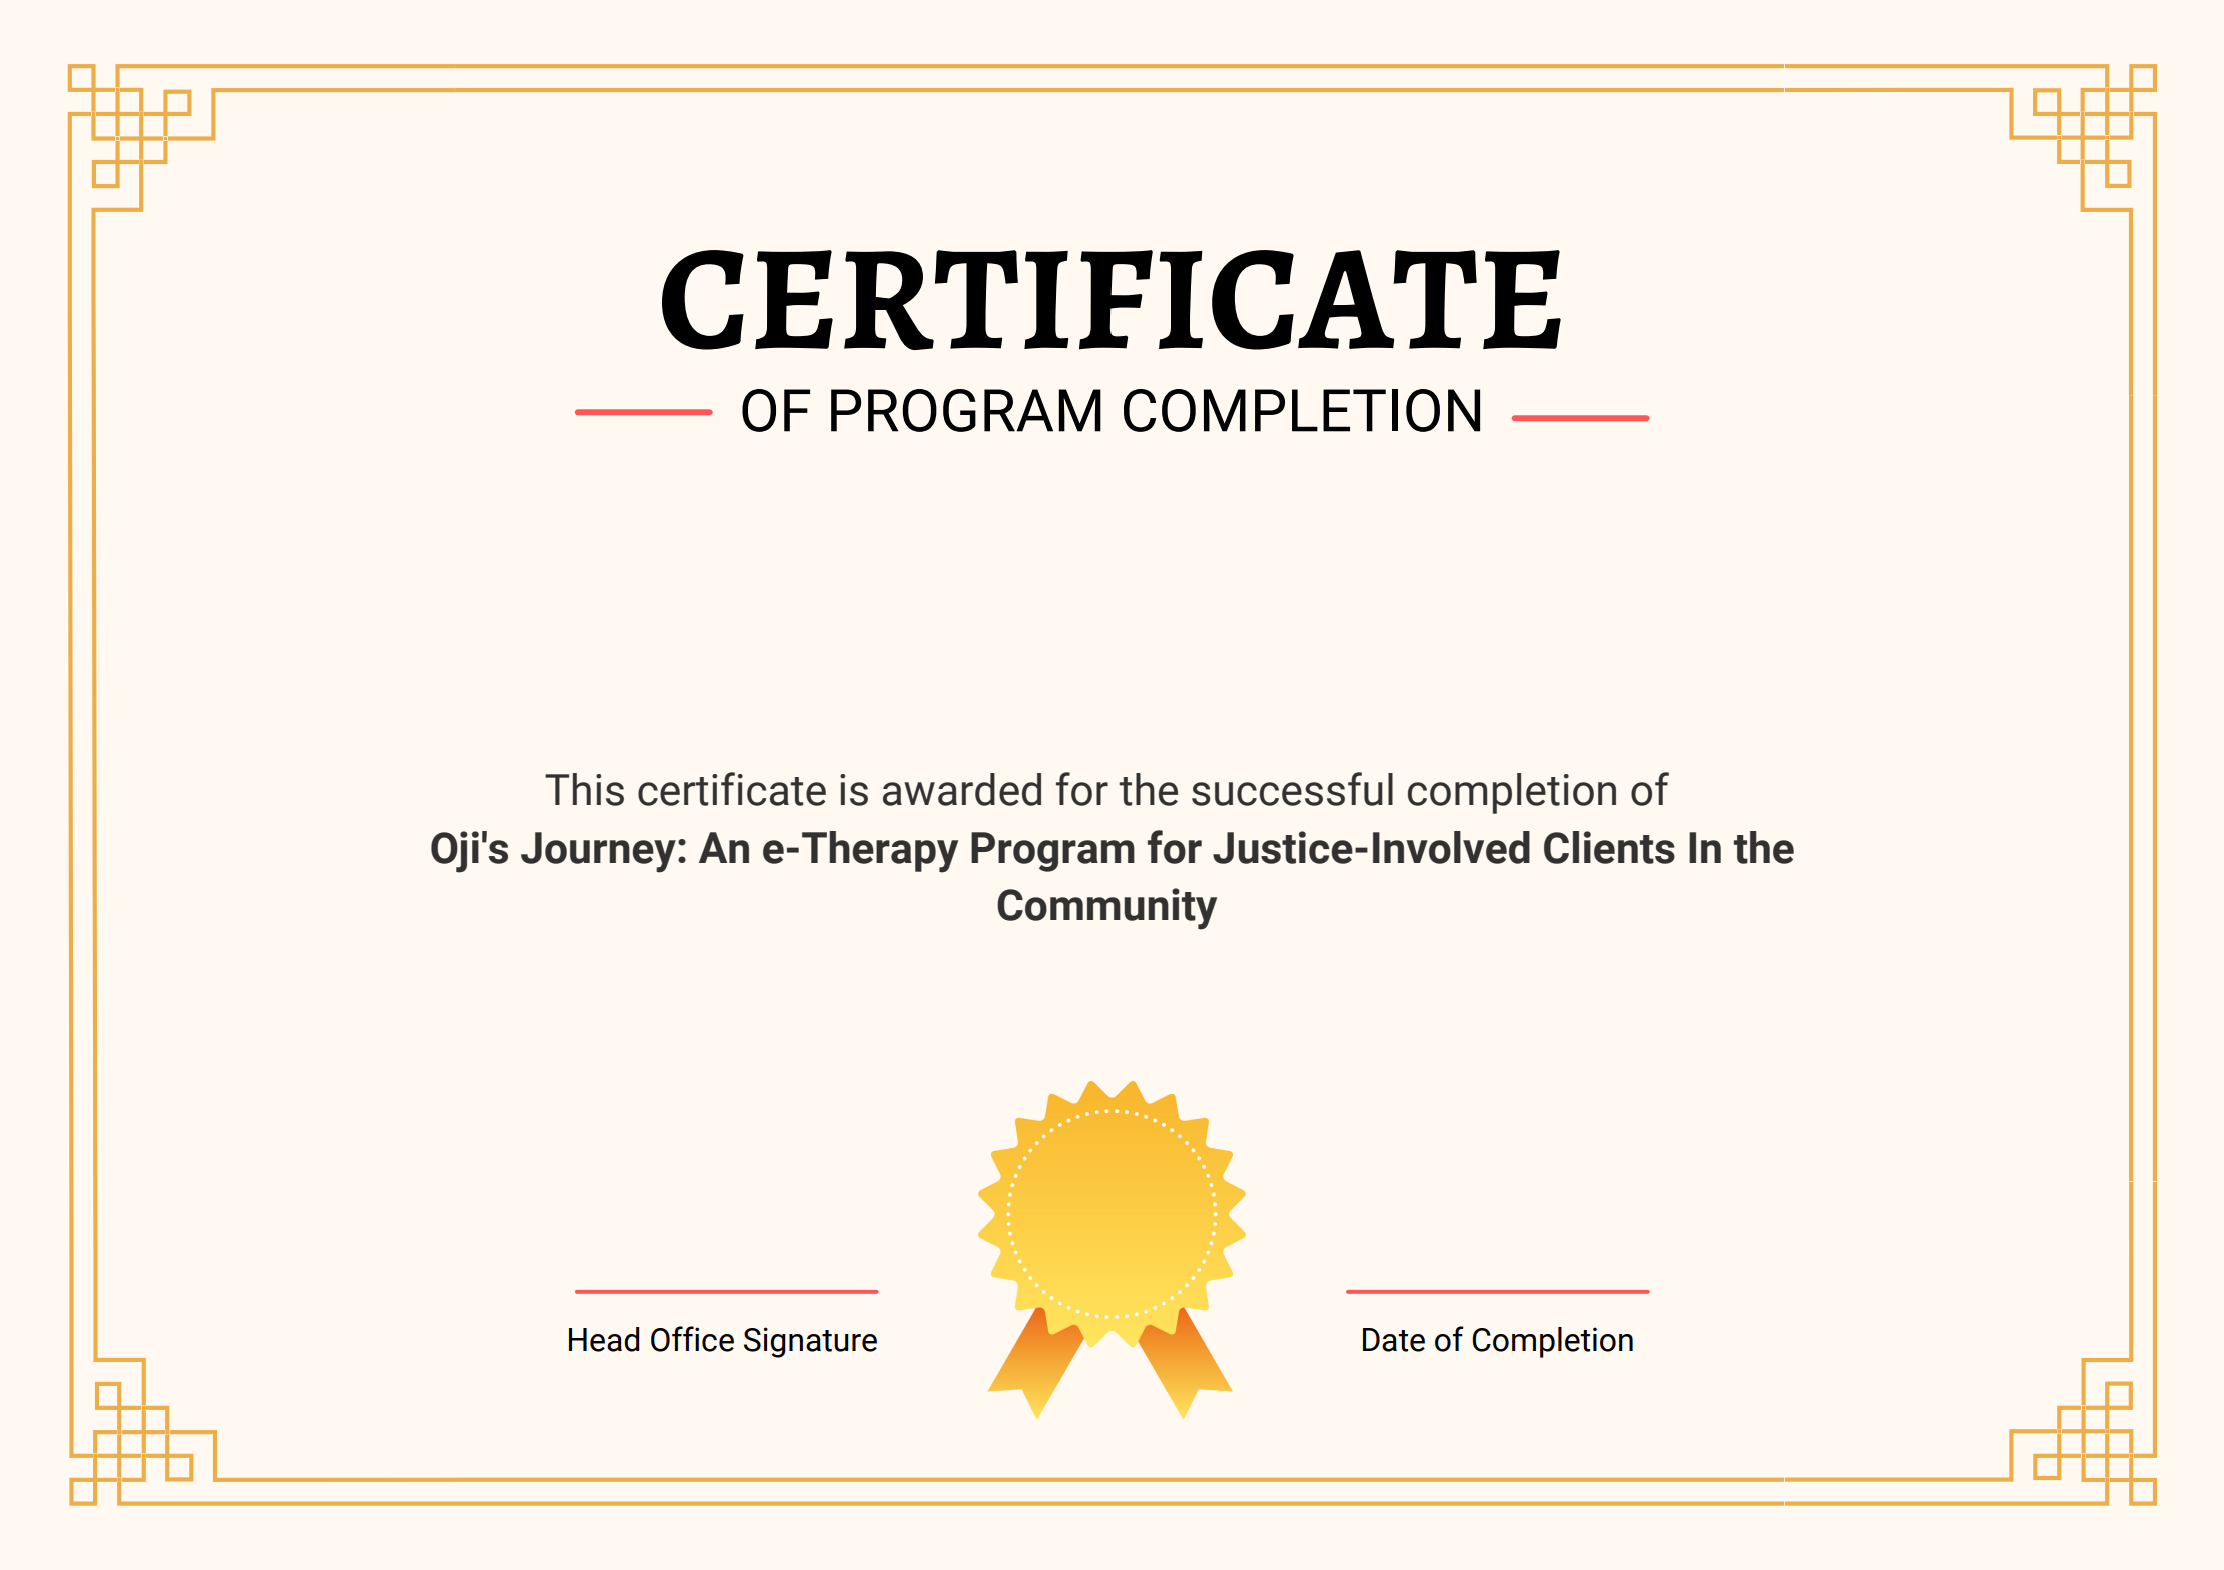 CERTIFICATE
OF PROGRAM COMPLETION
This certificate is awarded for the successful completion of
Oji's Journey: An e-Therapy Program for Justice-Involved Clients In the
Community
Head Office Signature
Date of Completion